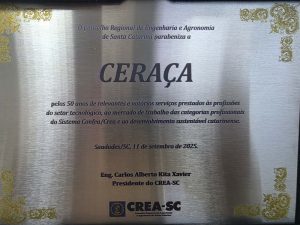 O Conselho Regional de Engenharia e Agronomia
de Santa Catarina parabeniza a
CERAÇA
pelos 50 anos de relevantes e notórios serviços prestados às profissões
do setor tecnológico, ao mercado de trabalho das categorias profissionais
do Sistema Confea/Crea e ao desenvolvimento sustentável catarinense.
Saudades/SC, 11 de setembro de 2025.
Eng. Carlos Alberto Kita Xavier
Presidente do CREA-SC
CREA-SC